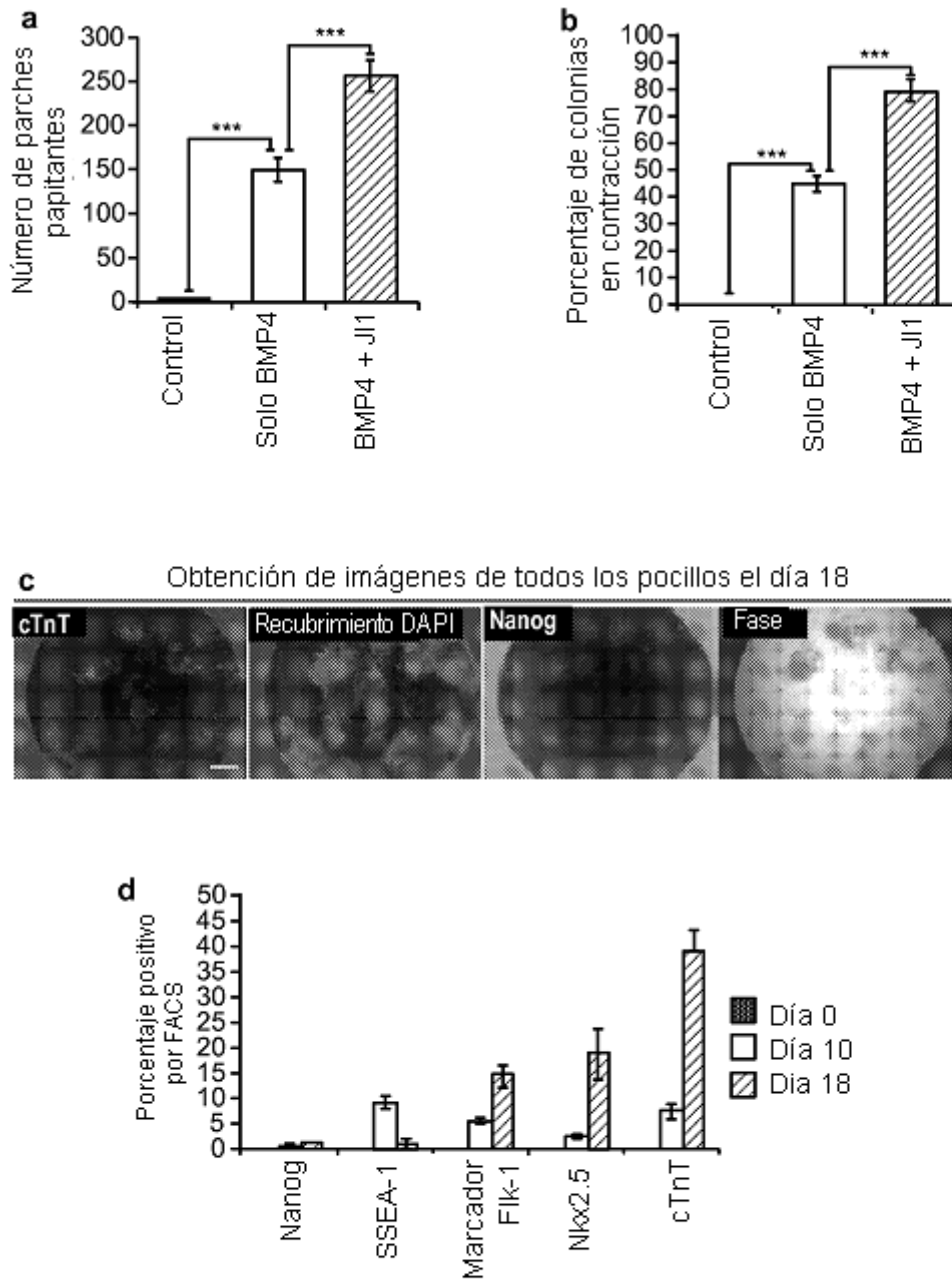 a
Número de parches
papitantes
300
250
200
150
100
50
0
***
***
Control
Solo BMP4
BMP4 + JI1
b
Porcentaje de colonias
en contracción
100
90
80
70
60
50
40
30
20
10
0
***
***
Control
Solo BMP4
BMP4 + JI1
c
Obtención de imágenes de todos los pocillos el día 18
cTnT
Recubrimiento DAPI
Nanog
Fase
d
Porcentaje positivo
por FACS
50
45
40
35
30
25
20
15
10
5
0
Nanog
SSEA-1
Marcador
Flk-1
Nkx2.5
cTnT
Día 0
Día 10
Dia 18